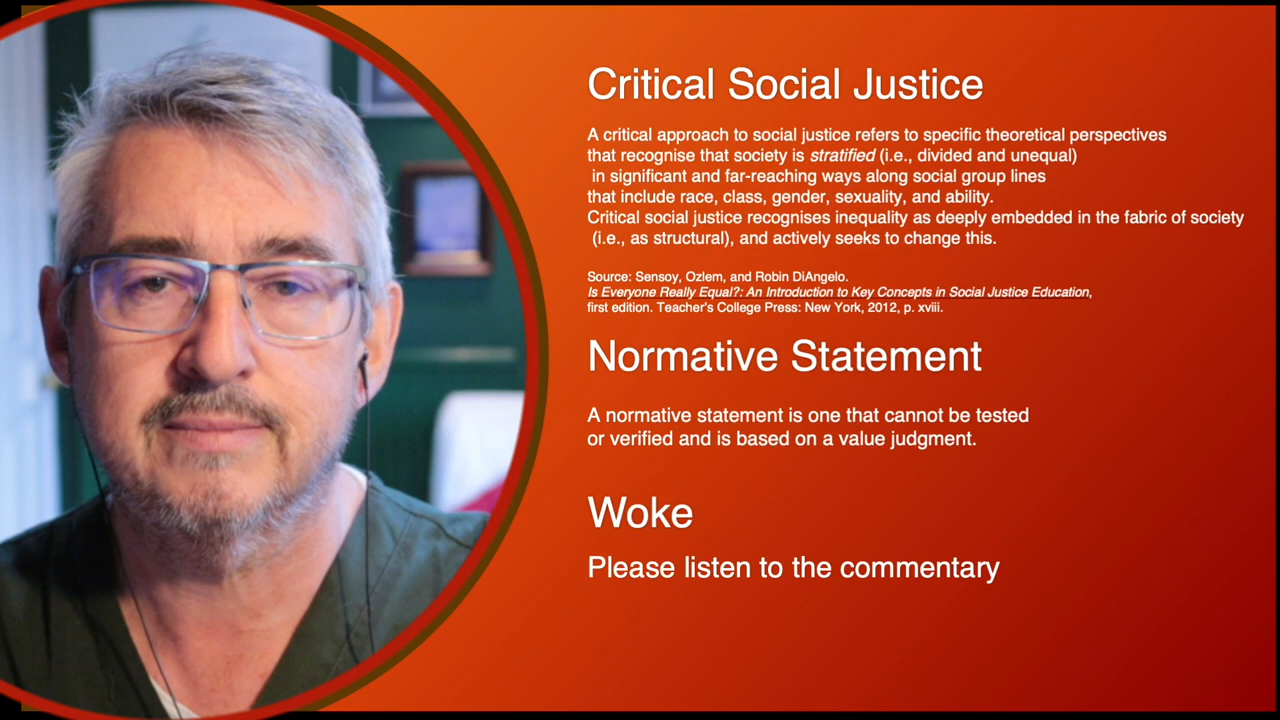 Critical Social Justice
A critical approach to social justice refers to specific theoretical perspectives
that recognise that society is stratified (i.e., divided and unequal)
in significant and far-reaching ways along social group lines
that include race, class, gender, sexuality, and ability.
Critical social justice recognises inequality as deeply embedded in the fabric of society
(i.e., as structural), and actively seeks to change this.
Source: Sensoy, Ozlem, and Robin DiAngelo.
Is Everyone Really Equal?: An Introduction to Key Concepts in Social Justice Education,
first edition. Teacher's College Press: New York, 2012, p. xviii.
Normative Statement
A normative statement is one that cannot be tested
or verified and is based on a value judgment.
Woke
Please listen to the commentary